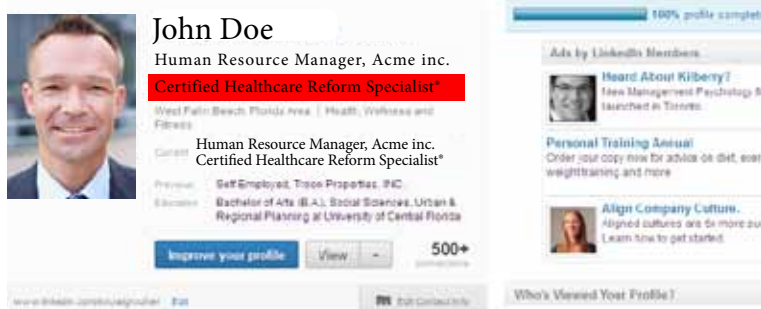 John Doe
Human Resource Manager, Acme inc.
Certified Healthcare Reform Specialist®
West Palm Beach, Florida Area | Health, Wellness and
Fitness
Current
Human Resource Manager, Acme inc.
Certified Healthcare Reform Specialist®
Previous
Self Employed, Trace Properties, INC.
Education
Bachelor of Arts (B.A.), Social Sciences, Urban &
Regional Planning at University of Central Florida
Improve your profile
View
500+
connections
Edit
Edit Contact Info
100% profile complet
Ads by LinkedIn Members
Heard About Kilberry?
New Management Psychology
launched in Toronto.
Personal Training Annual
Order your copy now for advice on diet,
weight training and more
Align Company Culture.
Aligned cultures are 6x more
Learn how to get started.
Who's Viewed Your Profile?